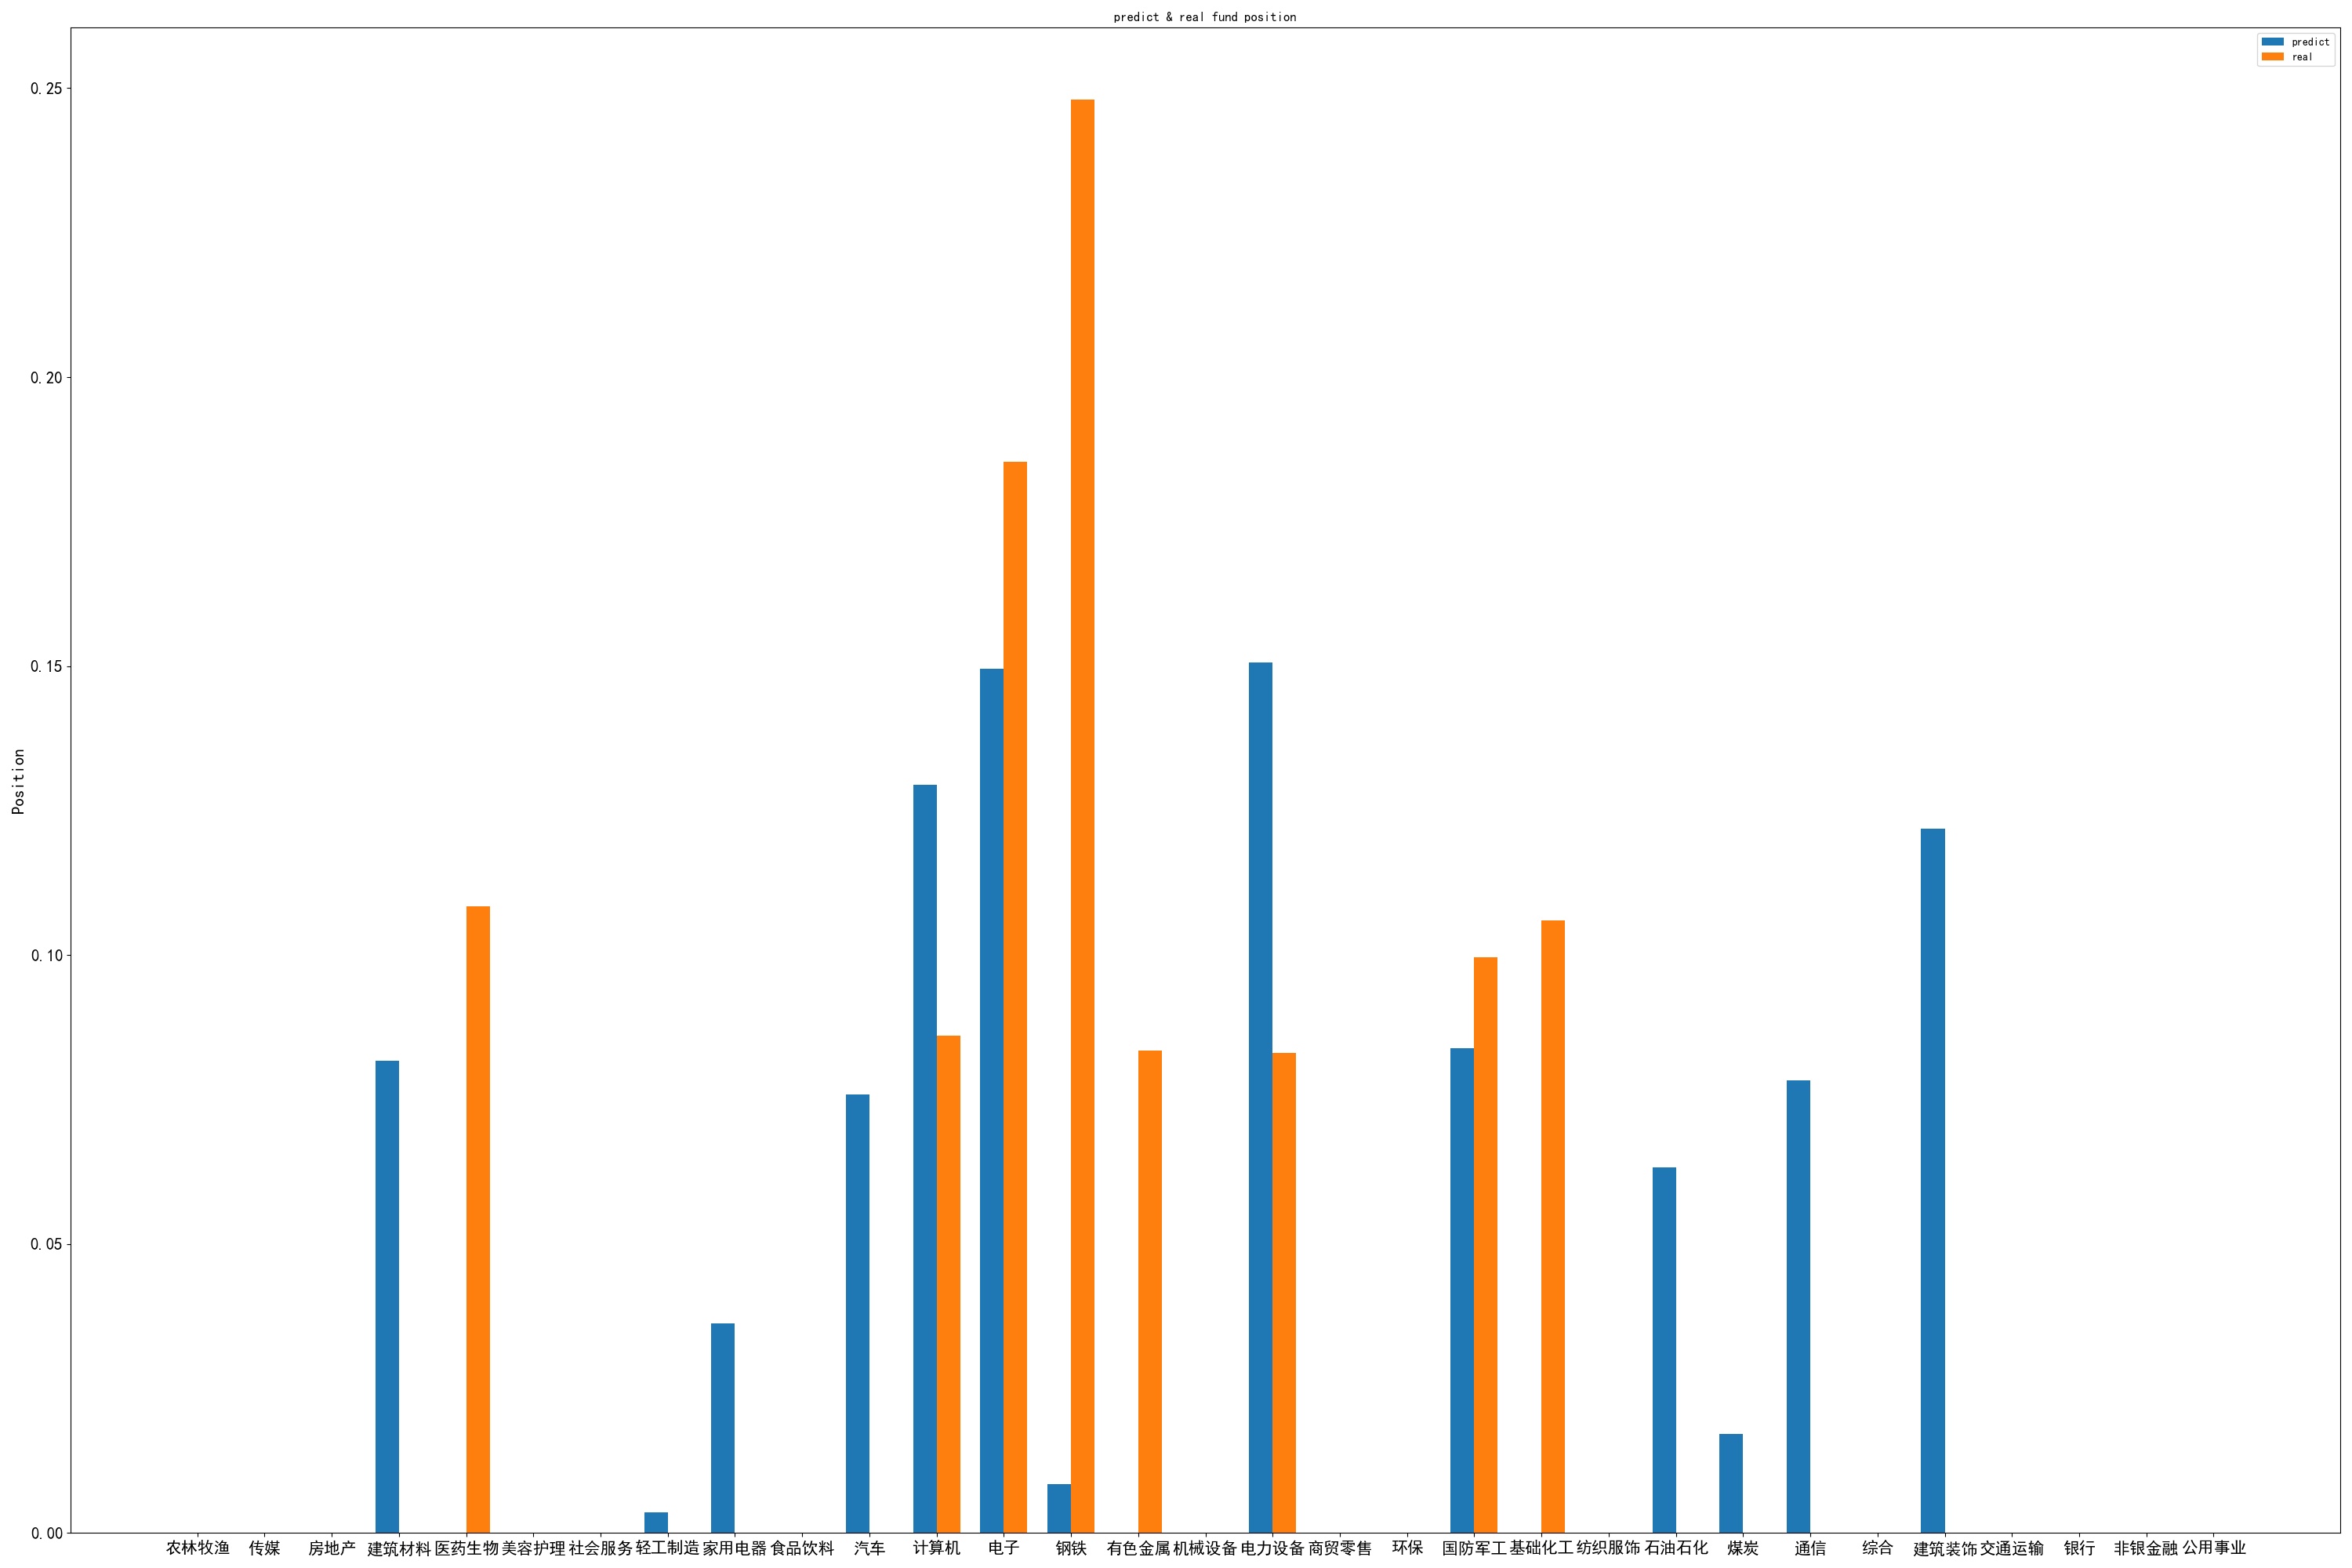 predict & real fund position
predict
real
0.25
0.20
0.15
0.10
0.05
0.00
Position
农林牧渔 传媒 房地产 建筑材料 医药生物 美容护理 社会服务 轻工制造 家用电器 食品饮料 汽车 计算机 电子 钢铁 有色金属 机械设备 电力设备 商贸零售 环保 国防军工 基础化工 纺织服饰 石油石化 煤炭 通信 综合 建筑装饰 交通运输 银行 非银金融 公用事业